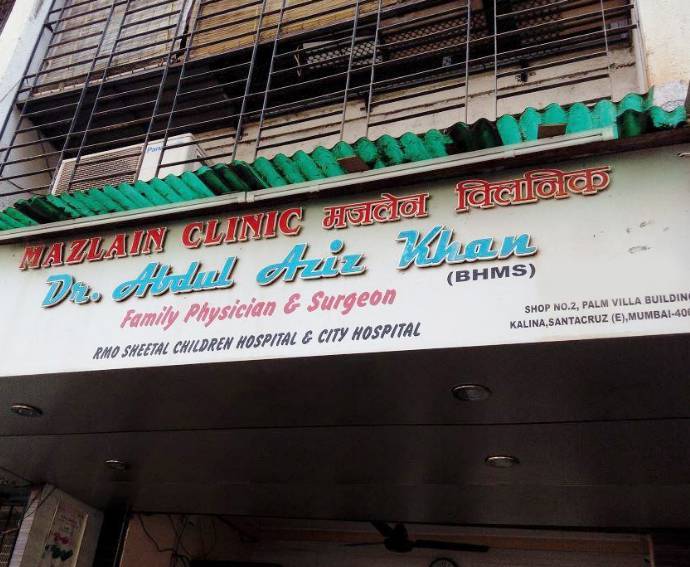 MAZLAIN CLINIC मजलेन क्लिनिक
Dr. Abdul Aziz Khan
(BHMS)
Family Physician & Surgeon
RMO SHEETAL CHILDREN HOSPITAL & CITY HOSPITAL
SHOP NO.2, PALM VILLA BUILDING
KALINA,SANTACRUZ (E),MUMBAI-400